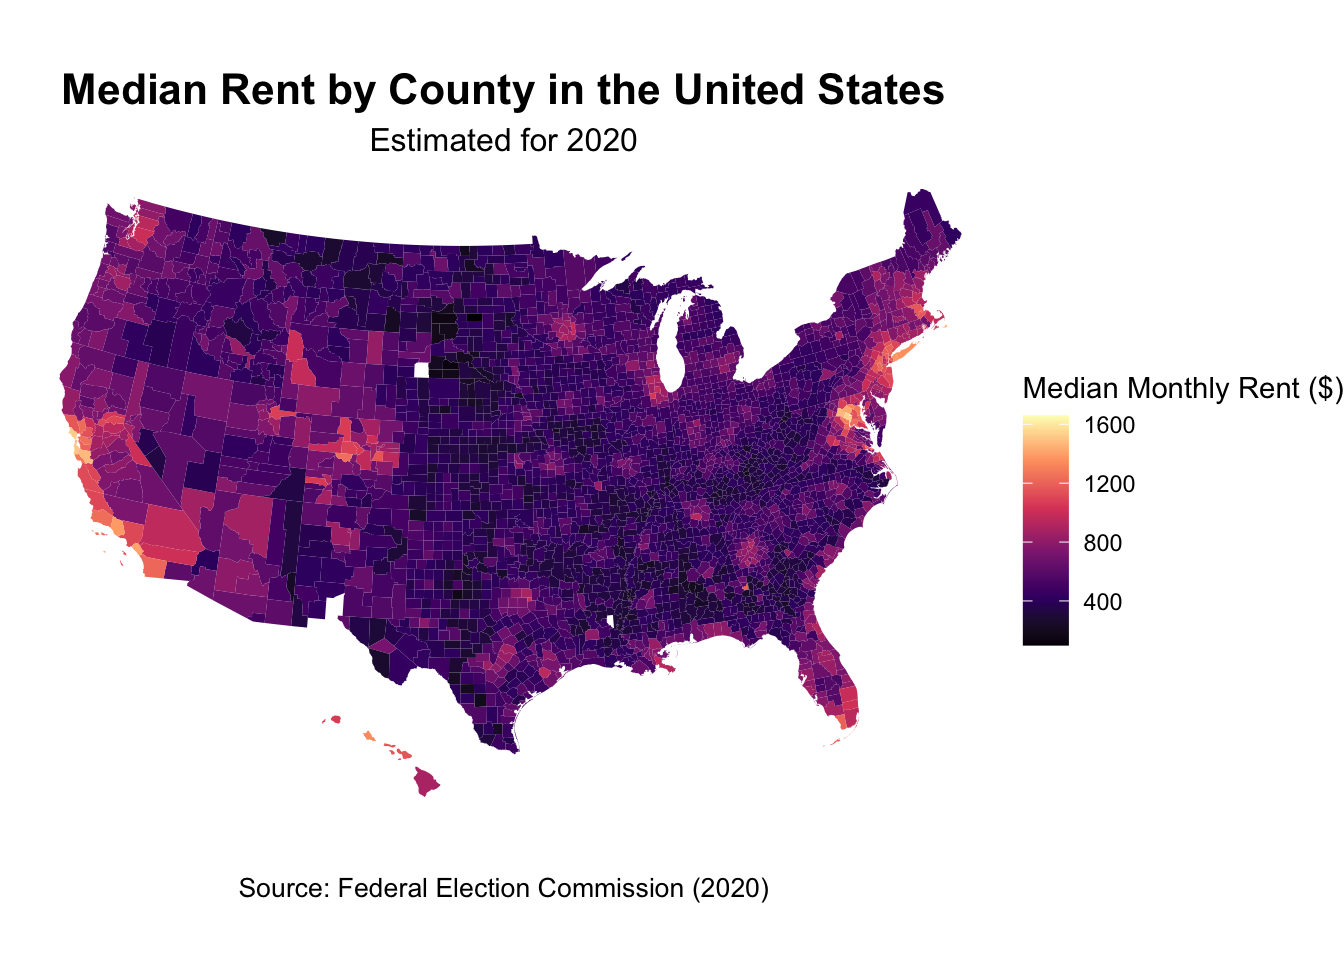 Median Rent by County in the United States
Estimated for 2020
Median Monthly Rent ($)
1600
1200
800
400
Source: Federal Election Commission (2020)